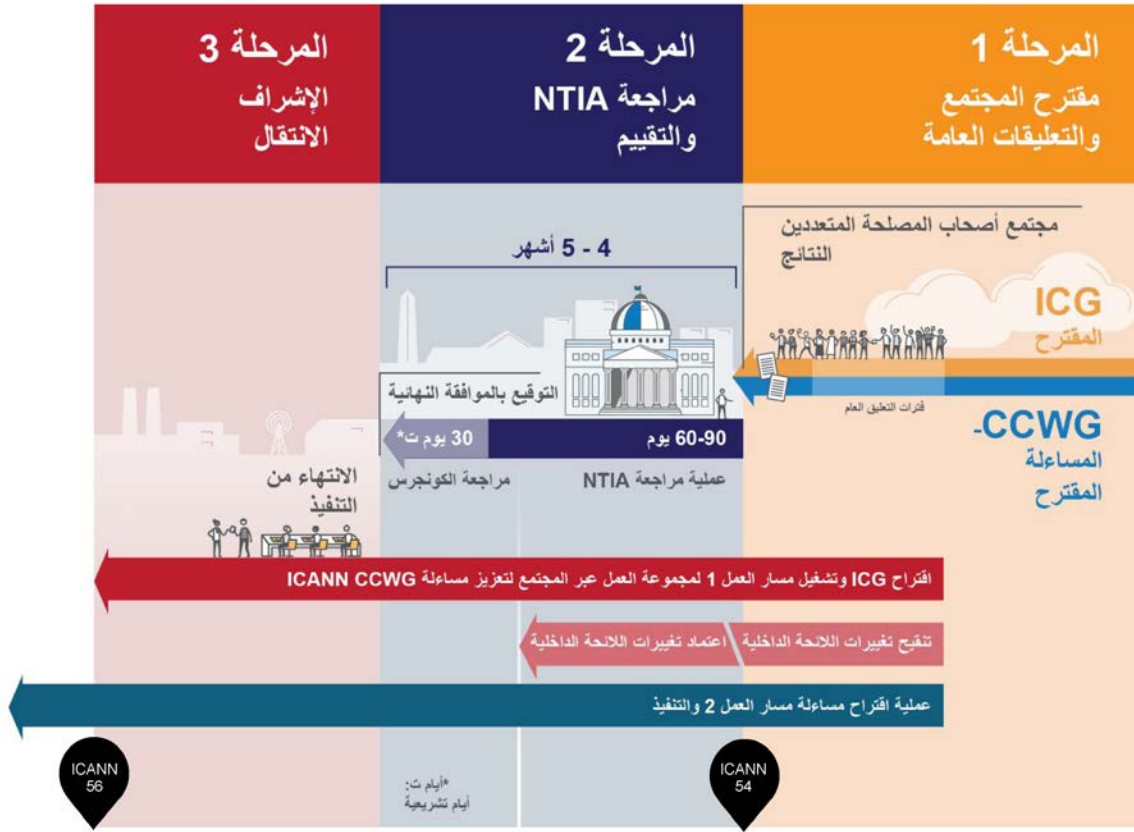 المرحلة 1
مقترح المجتمع
والتعليقات العامة
المرحلة 2
مراجعة NTIA
والتقييم
المرحلة 3
الإشراف
الانتقال
مجتمع أصحاب المصلحة المتعددين
النتائج
ICG
المقترح
فترات التعليق العام
CCWG-
المساءلة
المقترح
4 - 5 أشهر
التوقيع بالموافقة النهائية
60-90 يوم
30 يوم ت*
عملية مراجعة NTIA
مراجعة الكونجرس
الانتهاء من
التنفيذ
اقتراح ICG وتشغيل مسار العمل 1 لمجموعة العمل عبر المجتمع لتعزيز مساءلة ICANN CCWG
تنقيح تغييرات اللائحة الداخلية
اعتماد تغييرات اللائحة الداخلية
عملية اقتراح مساءلة مسار العمل 2 والتنفيذ
ICANN
54
*أيام ت:
أيام تشريعية
ICANN
56